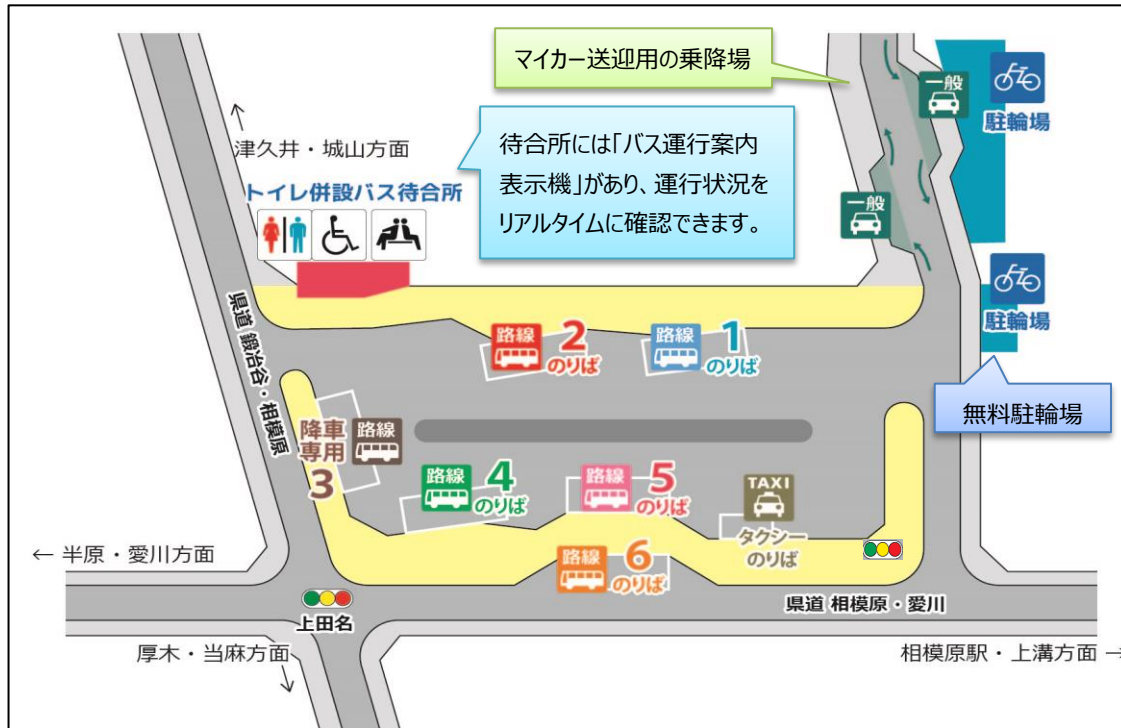 マイカー送迎用の乗降場
一般
駐輪場
津久井・城山方面
待合所には「バス運行案内
表示機」があり、運行状況を
リアルタイムに確認できます。
トイレ併設バス待合所
一般
駐輪場
県道 鍛冶谷・相模原
路線 2 のりば
路線 1 のりば
無料駐輪場
降車専用 3 路線
路線 4 のりば
路線 5 のりば
TAXI
タクシー
のりば
← 半原・愛川方面
路線 6 のりば
県道 相模原・愛川
上田名
厚木・当麻方面
相模原駅・上溝方面 →